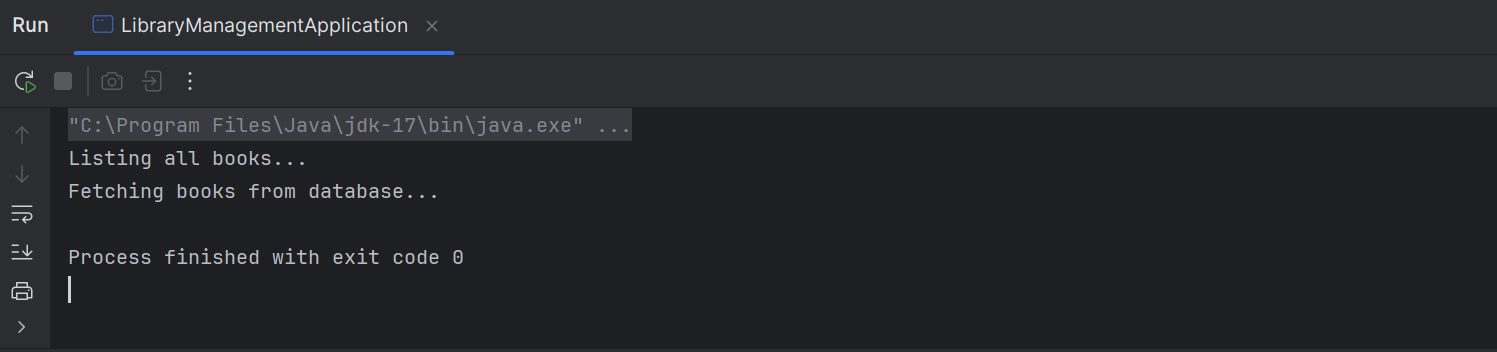 Run LibraryManagementApplication
"C:\Program Files\Java\jdk-17\bin\java.exe" ...
Listing all books...
Fetching books from database...
Process finished with exit code 0